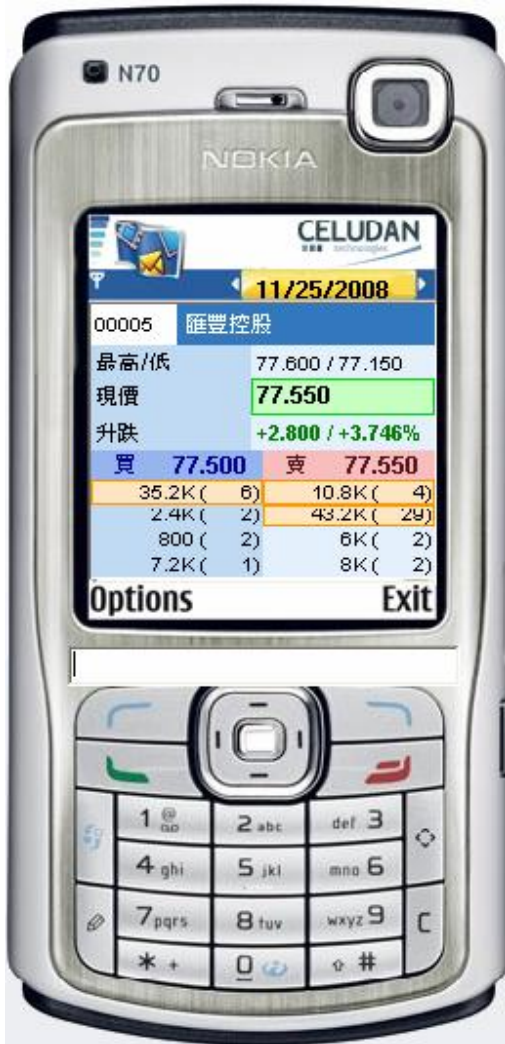 N70
NOKIA
CELUDAN
technologies
11/25/2008
00005 匯豐控股
最高/低 77.600 / 77.150
現價 77.550
升跌 +2.800 / +3.746%
買 77.500 賣 77.550
35.2K ( 6) 10.8K ( 4)
2.4K ( 2) 43.2K ( 29)
800 ( 2) 6K ( 2)
7.2K ( 1) 8K ( 2)
Options Exit
1 @ 2 abc def 3
4 ghi 5 jkl mno 6
7 pqrs 8 tuv wxyz 9 C
* + 0 #